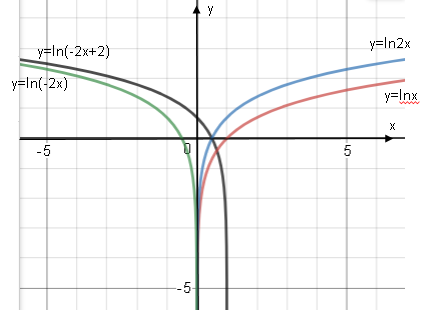 y
y=ln(-2x+2)
y=ln2x
y=ln(-2x)
y=lnx
x
-5
0
5
-5